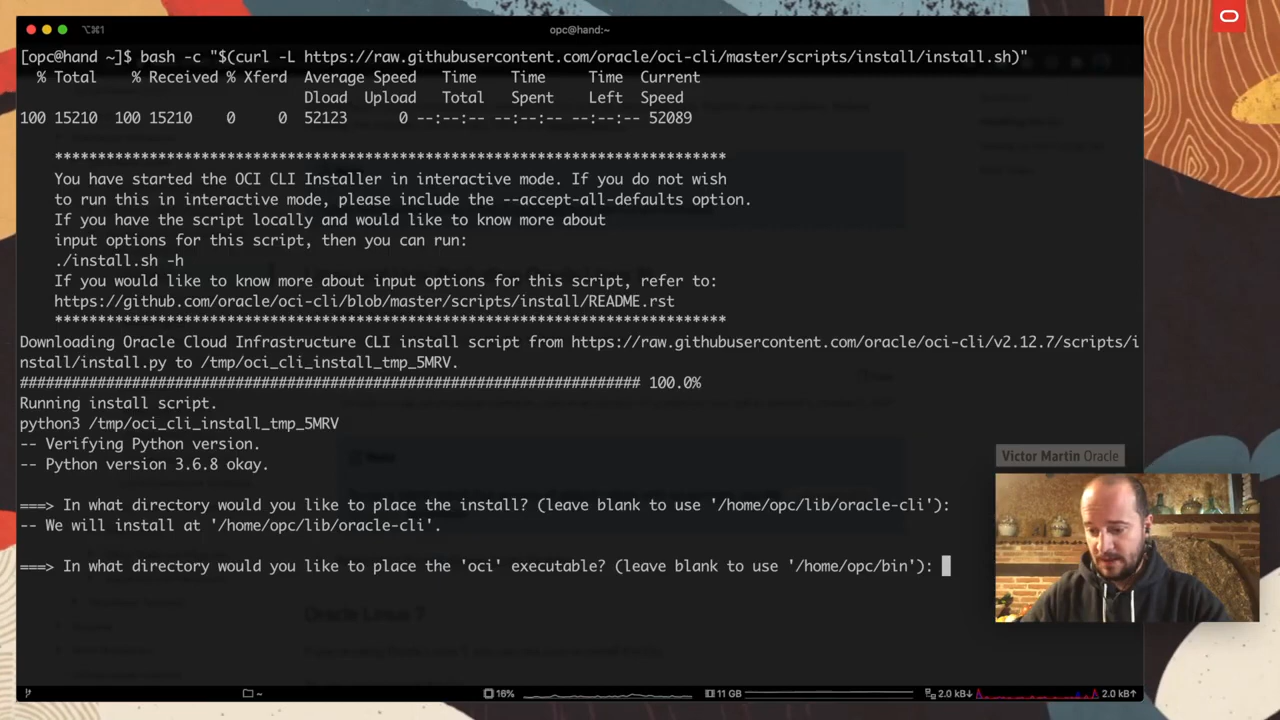 ⌥⌘1
opc@hand:~
[opc@hand ~]$ bash -c "$(curl -L https://raw.githubusercontent.com/oracle/oci-cli/master/scripts/install/install.sh)"
% Total % Received % Xferd Average Speed Time Time Time Current
Dload Upload Total Spent Left Speed
100 15210 100 15210 0 0 52123 0 --:--:-- --:--:-- --:--:-- 52089
******************************************************************************
You have started the OCI CLI Installer in interactive mode. If you do not wish
to run this in interactive mode, please include the --accept-all-defaults option.
If you have the script locally and would like to know more about
input options for this script, then you can run:
./install.sh -h
If you would like to know more about input options for this script, refer to:
https://github.com/oracle/oci-cli/blob/master/scripts/install/README.rst
******************************************************************************
Downloading Oracle Cloud Infrastructure CLI install script from https://raw.githubusercontent.com/oracle/oci-cli/v2.12.7/scripts/i
nstall/install.py to /tmp/oci_cli_install_tmp_5MRV.
######################################################################## 100.0%
Running install script.
python3 /tmp/oci_cli_install_tmp_5MRV
-- Verifying Python version.
-- Python version 3.6.8 okay.
===> In what directory would you like to place the install? (leave blank to use '/home/opc/lib/oracle-cli'):
-- We will install at '/home/opc/lib/oracle-cli'.
===> In what directory would you like to place the 'oci' executable? (leave blank to use '/home/opc/bin'):
Victor Martin Oracle
Oracle Linux 7
~ 16% 11 GB 2.0 kB↓ 2.0 kB↑